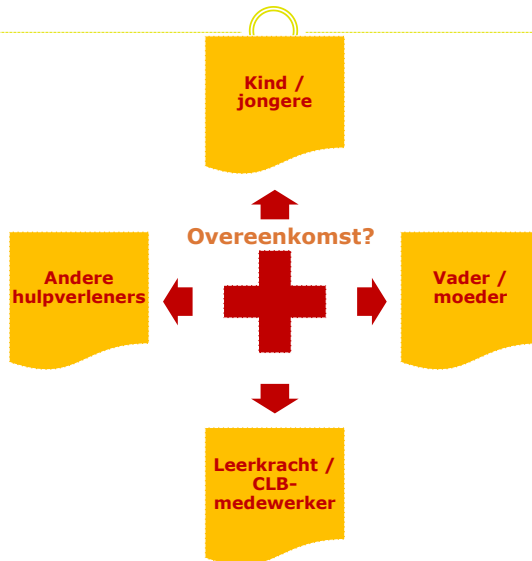 Kind /
jongere
Overeenkomst?
Andere
hulpverleners
Vader /
moeder
Leerkracht /
CLB-
medewerker